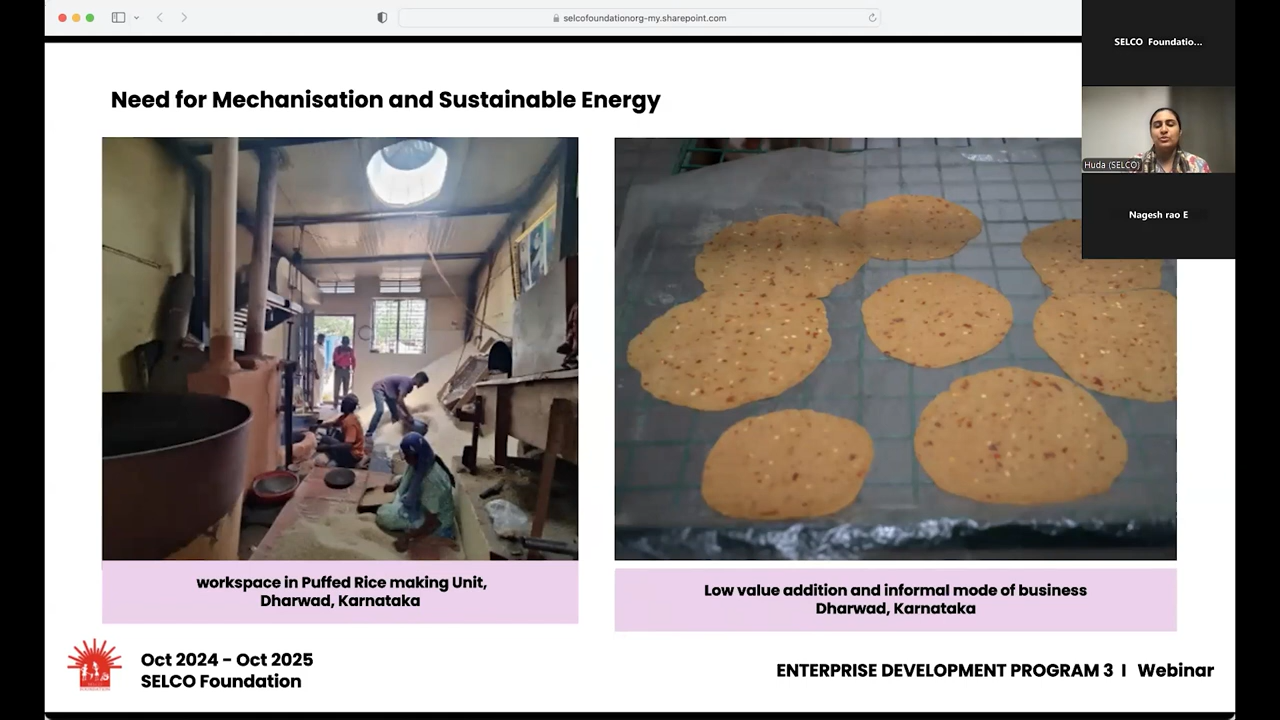 selcofoundationorg-my.sharepoint.com
SELCO Foundatio...
Need for Mechanisation and Sustainable Energy
Huda (SELCO)
Nagesh rao E
workspace in Puffed Rice making Unit,
Dharwad, Karnataka
Low value addition and informal mode of business
Dharwad, Karnataka
Oct 2024 - Oct 2025
SELCO Foundation
ENTERPRISE DEVELOPMENT PROGRAM 3 I Webinar